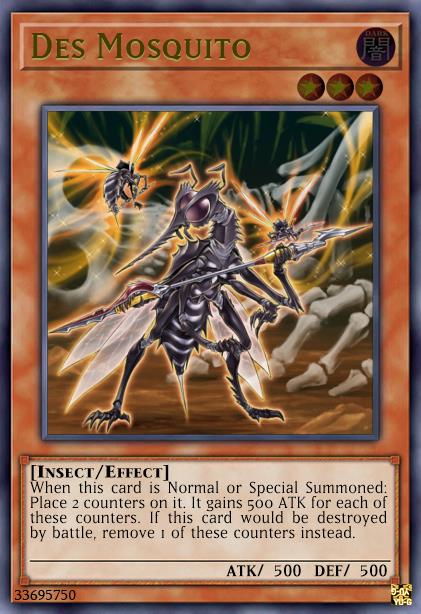 DES MOSQUITO
DARK
闇
[INSECT/EFFECT]
When this card is Normal or Special Summoned:
Place 2 counters on it. It gains 500 ATK for each of
these counters. If this card would be destroyed
by battle, remove 1 of these counters instead.
ATK/ 500 DEF/ 500
33695750